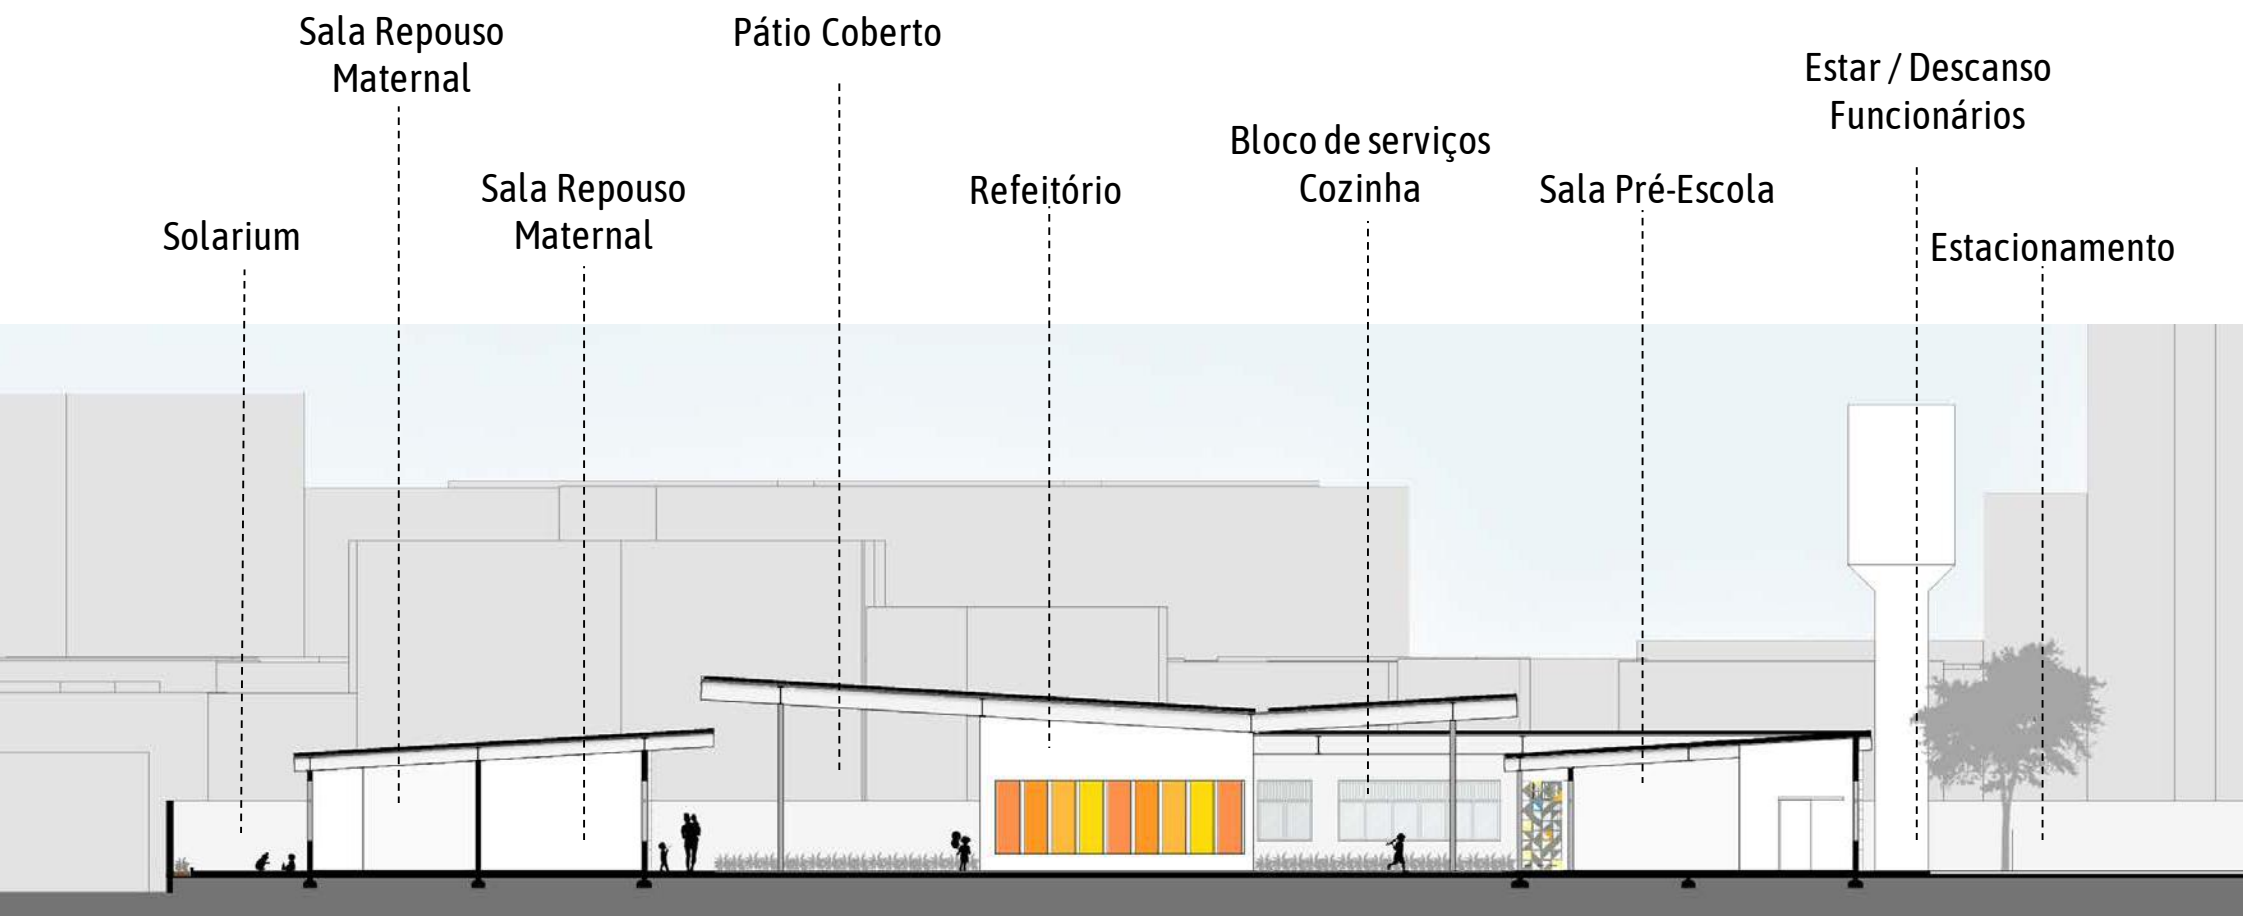 Sala Repouso
Maternal
Pátio Coberto
Estar / Descanso
Funcionários
Bloco de serviços
Cozinha
Sala Repouso
Maternal
Refeitório
Sala Pré-Escola
Solarium
Estacionamento